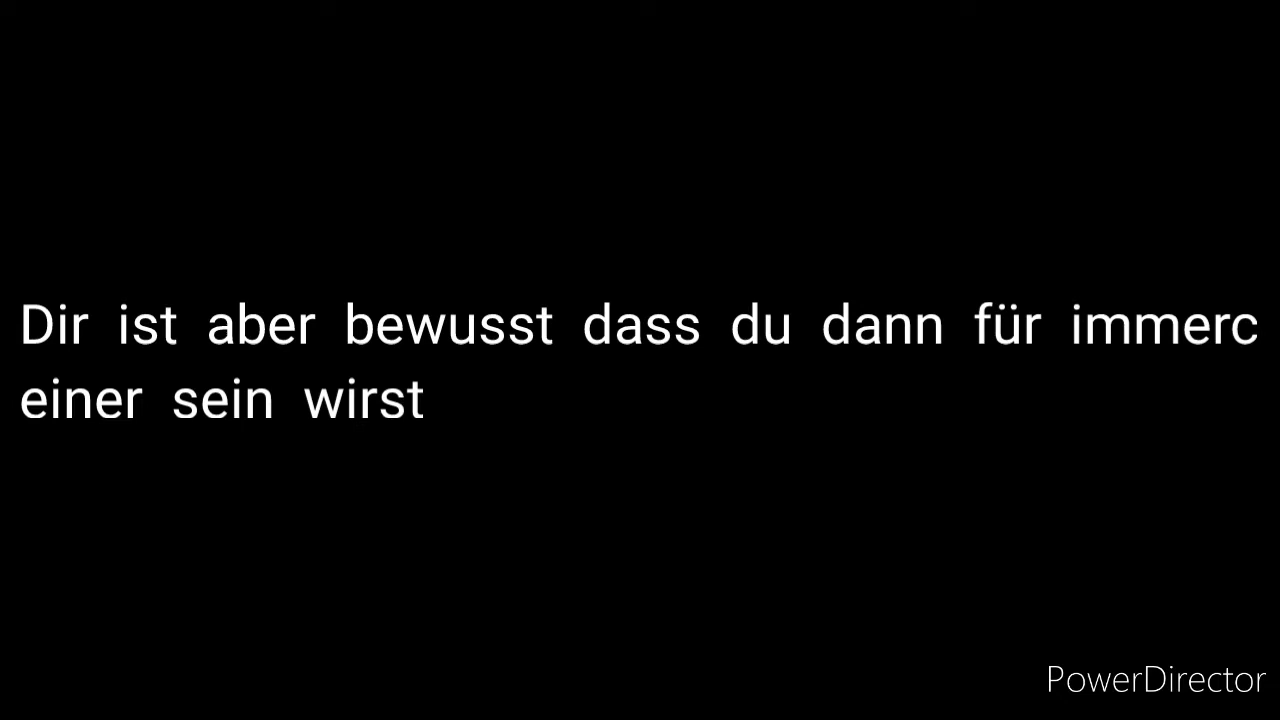 Dir ist aber bewusst dass du dann für immerc
einer sein wirst
PowerDirector